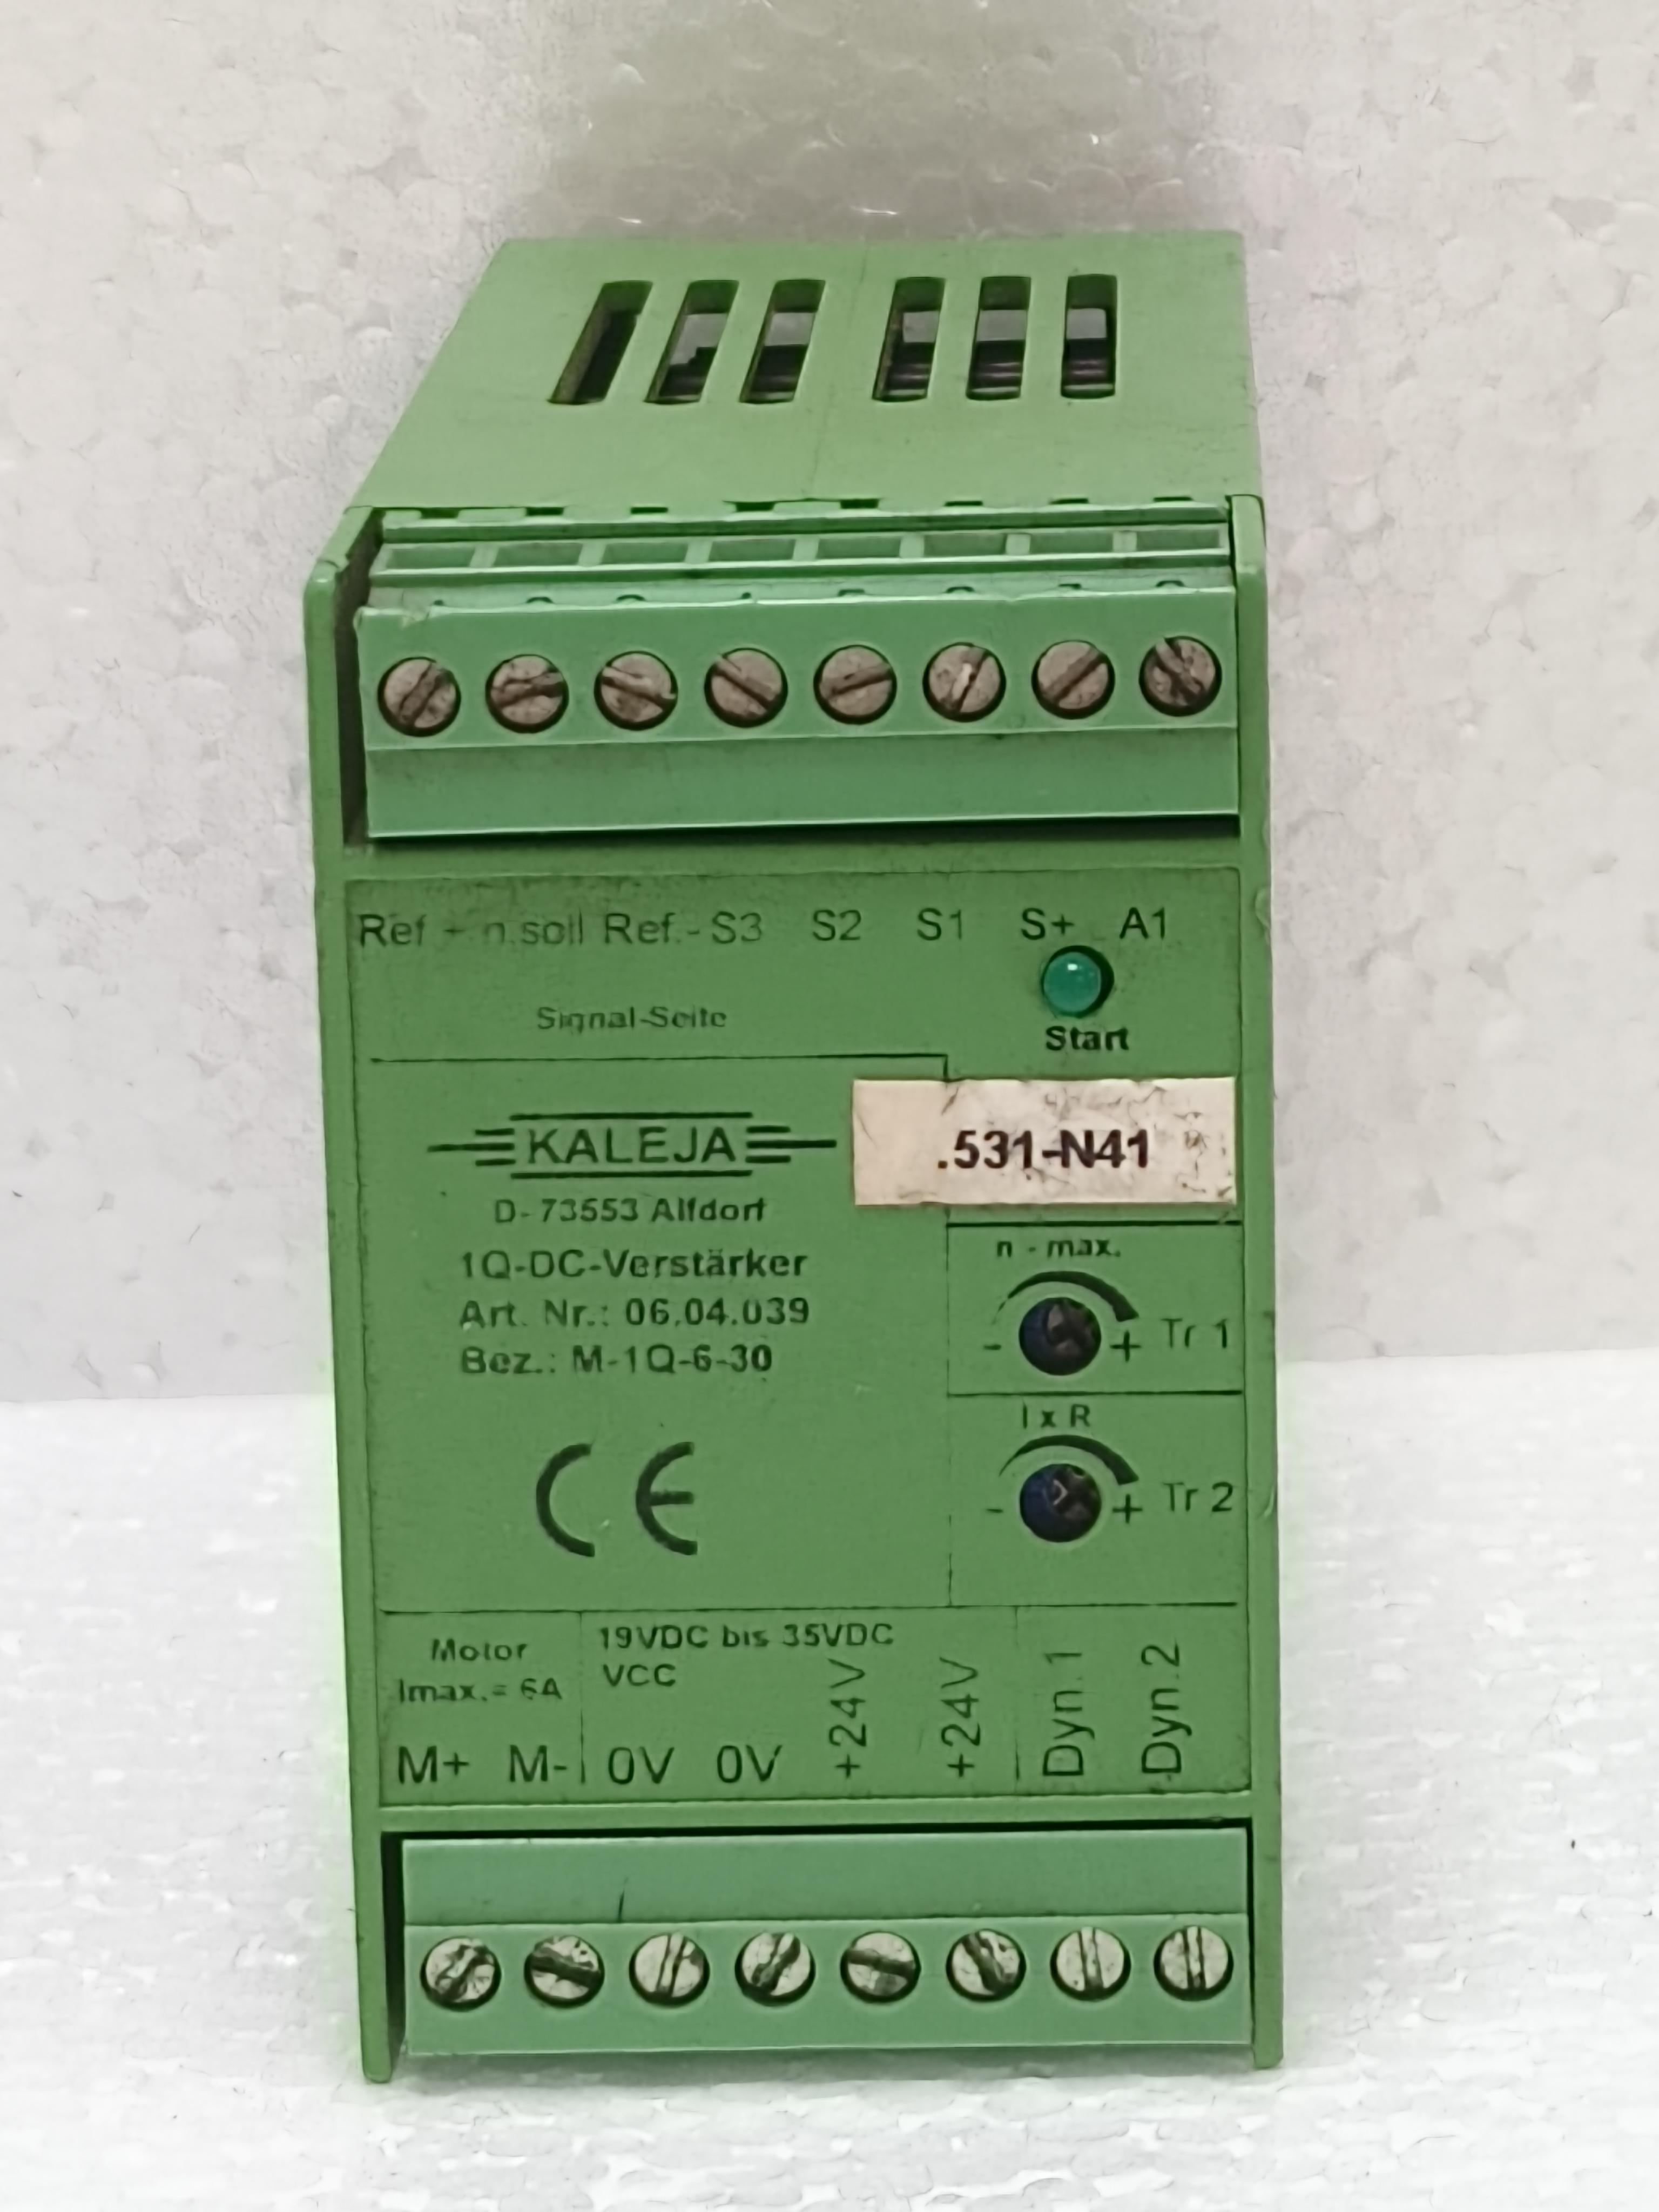 Ref + n.soll Ref.- S3 S2 S1 S+ A1
Signal-Seite
Start
KALEJA
.531-N41
D-73553 Alfdorf
1Q-DC-Verstärker
Art. Nr.: 06.04.039
Bez.: M-1Q-6-30
n - max.
- + Tr 1
I x R
- + Tr 2
CE
Motor
Imax.= 6A
19VDC bis 35VDC
VCC
M+ M- 0V 0V +24V +24V Dyn.1 Dyn.2